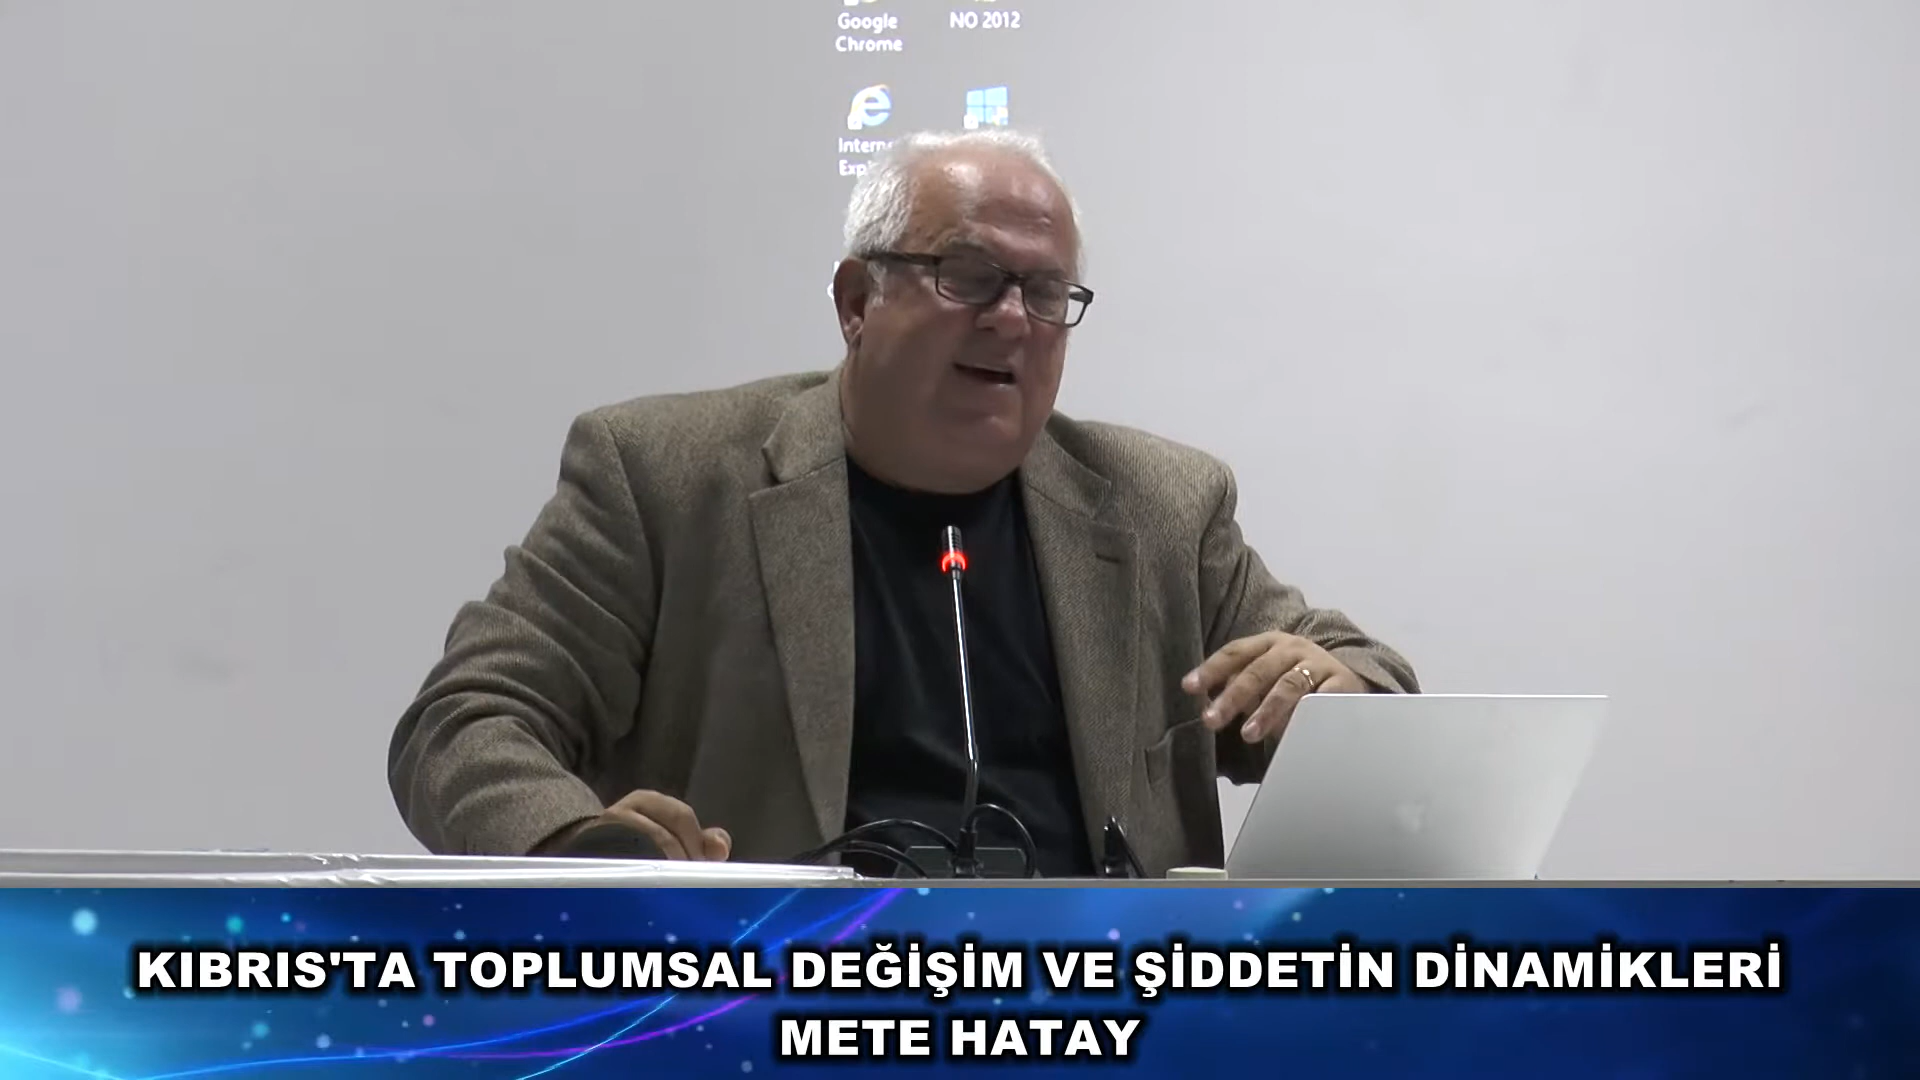 Google
Chrome
NO 2012
KIBRIS'TA TOPLUMSAL DEĞİŞİM VE ŞİDDETİN DİNAMİKLERİ
METE HATAY